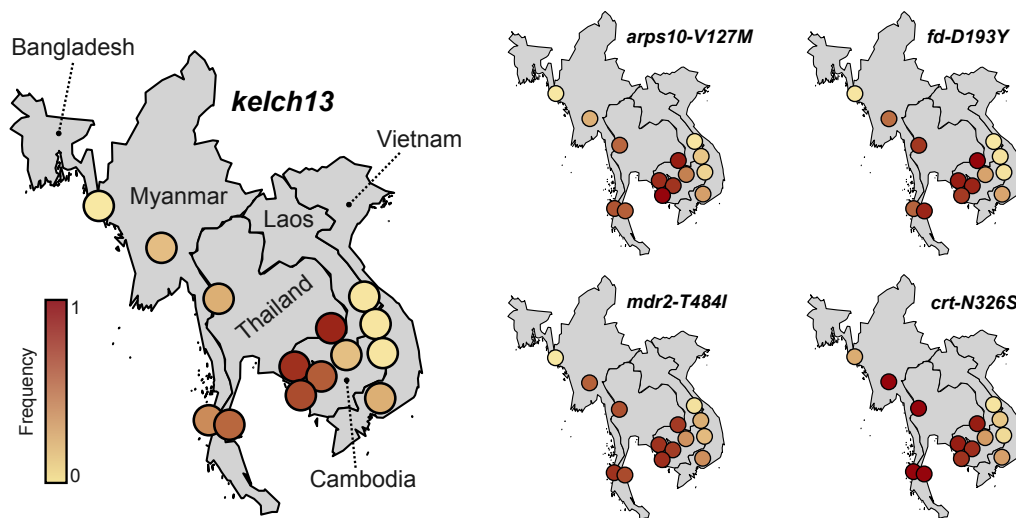 Bangladesh
kelch13
Vietnam
Myanmar
Laos
Thailand
Cambodia
1
Frequency
0
arps10-V127M
fd-D193Y
mdr2-T484I
crt-N326S